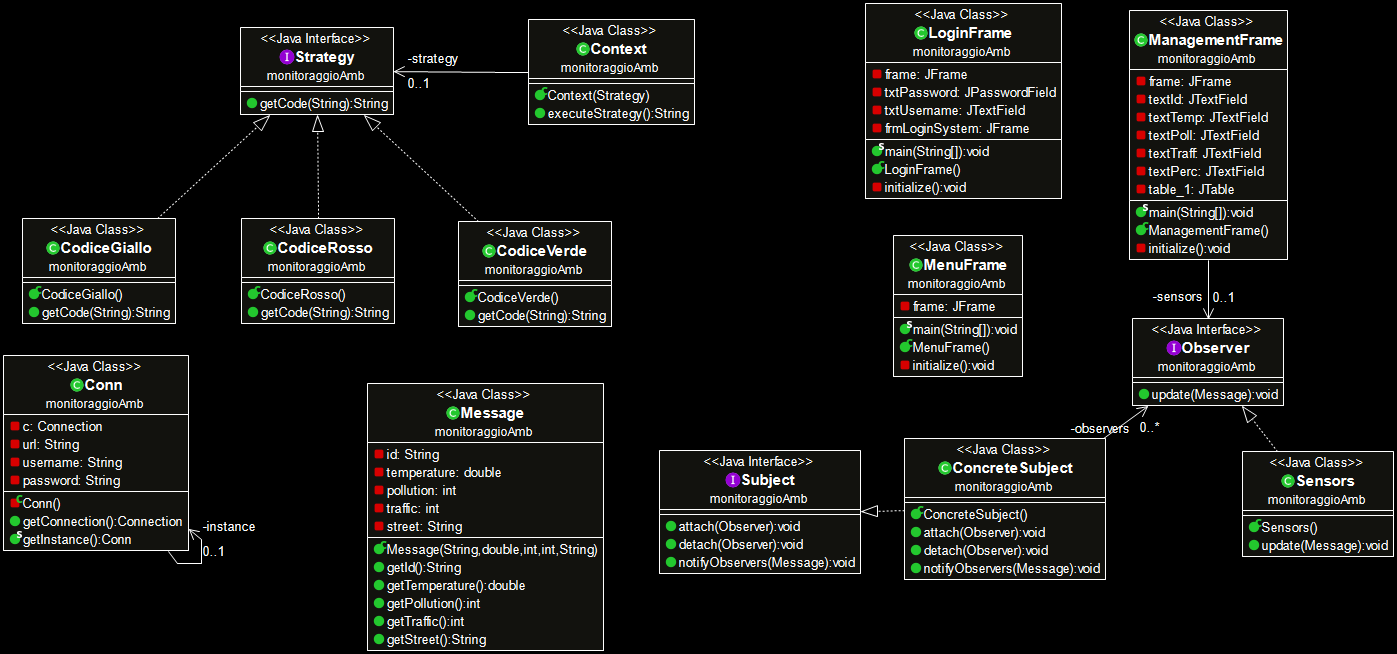 <<Java Interface>>
Strategy
monitoraggioAmb
getCode(String):String
-strategy
0..1
<<Java Class>>
Context
monitoraggioAmb
Context(Strategy)
executeStrategy():String
<<Java Class>>
LoginFrame
monitoraggioAmb
frame: JFrame
txtPassword: JPasswordField
txtUsername: JTextField
frmLoginSystem: JFrame
main(String[]):void
LoginFrame()
initialize():void
<<Java Class>>
ManagementFrame
monitoraggioAmb
frame: JFrame
textId: JTextField
textTemp: JTextField
textPoll: JTextField
textTraff: JTextField
textPerc: JTextField
table_1: JTable
main(String[]):void
ManagementFrame()
initialize():void
<<Java Class>>
CodiceGiallo
monitoraggioAmb
CodiceGiallo()
getCode(String):String
<<Java Class>>
CodiceRosso
monitoraggioAmb
CodiceRosso()
getCode(String):String
<<Java Class>>
CodiceVerde
monitoraggioAmb
CodiceVerde()
getCode(String):String
<<Java Class>>
MenuFrame
monitoraggioAmb
frame: JFrame
main(String[]):void
MenuFrame()
initialize():void
-sensors
0..1
<<Java Interface>>
Observer
monitoraggioAmb
update(Message):void
<<Java Class>>
Conn
monitoraggioAmb
c: Connection
url: String
username: String
password: String
Conn()
getConnection():Connection
getInstance():Conn
-instance
0..1
<<Java Class>>
Message
monitoraggioAmb
id: String
temperature: double
pollution: int
traffic: int
street: String
Message(String,double,int,int,String)
getId():String
getTemperature():double
getPollution():int
getTraffic():int
getStreet():String
<<Java Interface>>
Subject
monitoraggioAmb
attach(Observer):void
detach(Observer):void
notifyObservers(Message):void
-observers
0..*
<<Java Class>>
ConcreteSubject
monitoraggioAmb
ConcreteSubject()
attach(Observer):void
detach(Observer):void
notifyObservers(Message):void
<<Java Class>>
Sensors
monitoraggioAmb
Sensors()
update(Message):void